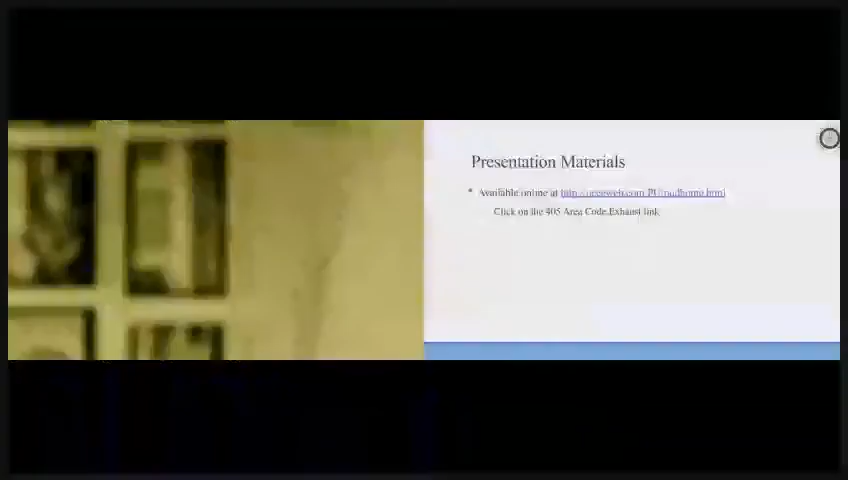 Presentation Materials
Available online at
Click on the 405 Area Code Exhaust link